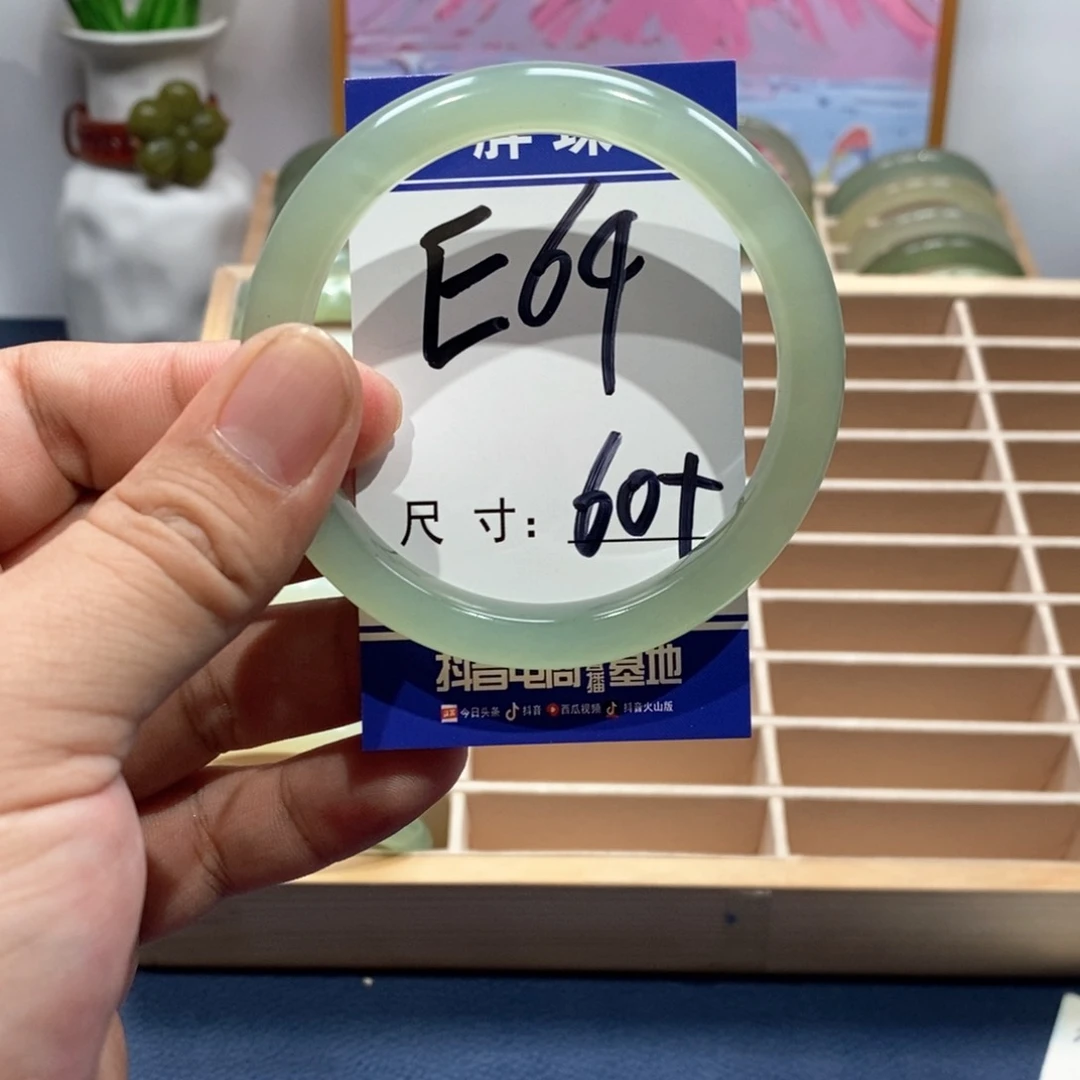 E64
尺寸: 60+
抖音电商直播基地
今日头条 抖音 西瓜视频 抖音火山版